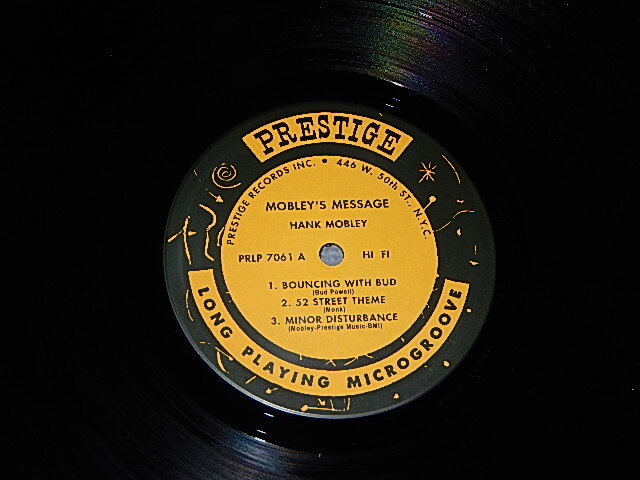 PRESTIGE
PRESTIGE RECORDS INC. • 446 W. 50th ST., N.Y.C.
MOBLEY'S MESSAGE
HANK MOBLEY
PRLP 7061 A HI FI
1. BOUNCING WITH BUD
(Bud Powell)
2. 52 STREET THEME
(Monk)
3. MINOR DISTURBANCE
(Mobley-Prestige Music-BMI)
LONG PLAYING MICROGROOVE